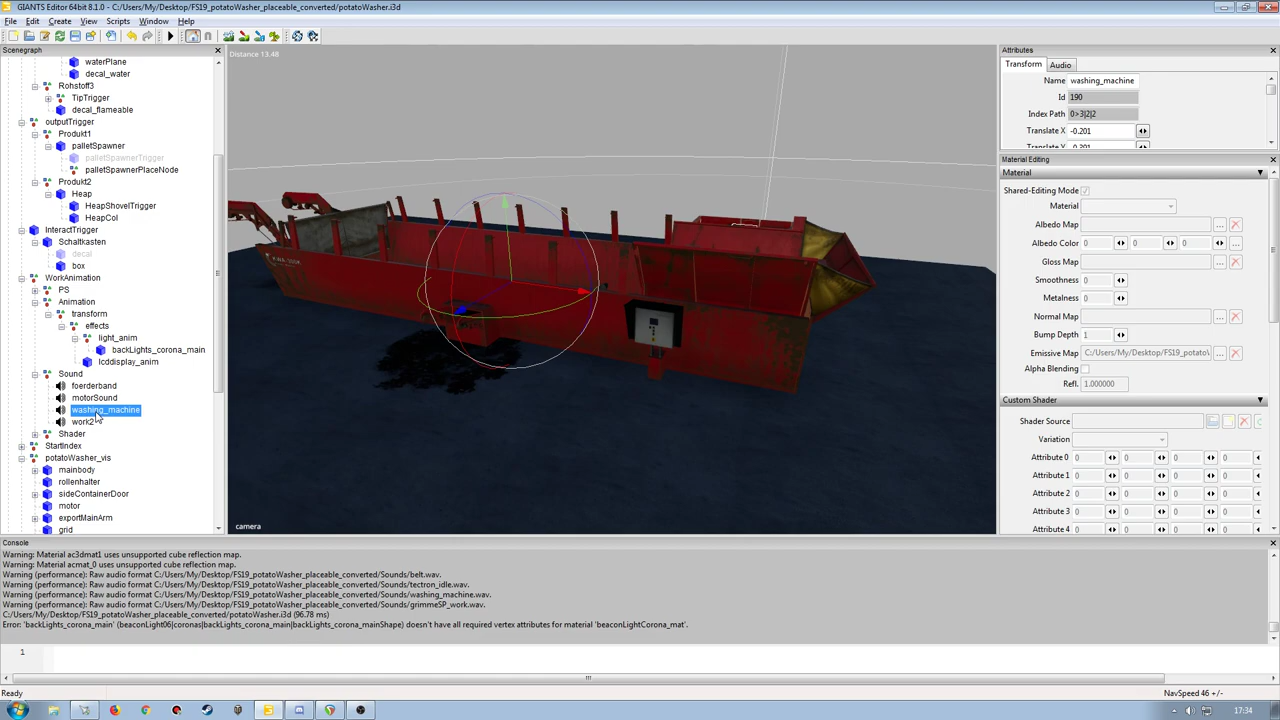 GIANTS Editor 64bit 8.1.0 - C:/Users/My/Desktop/FS19_potatoWasher_placeable_converted/potatoWasher.i3d
File Edit Create View Scripts Window Help
Scenegraph
waterPlane
decal_water
Rohstoff3
TipTrigger
decal_flameable
outputTrigger
Produkt1
palletSpawner
palletSpawnerTrigger
palletSpawnerPlaceNode
Produkt2
Heap
HeapShovelTrigger
HeapCol
InteractTrigger
Schaltkasten
decal
box
WorkAnimation
PS
Animation
transform
effects
light_anim
backLights_corona_main
lcddisplay_anim
Sound
foerderband
motorSound
washing_machine
work2
Shader
StartIndex
potatoWasher_vis
mainbody
rollenhalter
sideContainerDoor
motor
exportMainArm
grid
Distance 13.48
camera
Attributes
Transform Audio
Name washing_machine
Id 190
Index Path 0>3|2|2
Translate X -0.201
Translate Y -0.301
Material Editing
Material
Shared-Editing Mode
Material
Albedo Map ...
Albedo Color 0 0 0 ...
Gloss Map ...
Smoothness 0
Metalness 0
Normal Map ...
Bump Depth 1
Emissive Map C:/Users/My/Desktop/FS19_potatoV ...
Alpha Blending
Refl. 1.000000
Custom Shader
Shader Source
Variation
Attribute 0 0 0 0 0
Attribute 1 0 0 0 0
Attribute 2 0 0 0 0
Attribute 3 0 0 0 0
Attribute 4 0 0 0 0
Console
Warning: Material ac3dmat1 uses unsupported cube reflection map.
Warning: Material acmat_0 uses unsupported cube reflection map.
Warning (performance): Raw audio format C:/Users/My/Desktop/FS19_potatoWasher_placeable_converted/Sounds/belt.wav.
Warning (performance): Raw audio format C:/Users/My/Desktop/FS19_potatoWasher_placeable_converted/Sounds/tectron_idle.wav.
Warning (performance): Raw audio format C:/Users/My/Desktop/FS19_potatoWasher_placeable_converted/Sounds/washing_machine.wav.
Warning (performance): Raw audio format C:/Users/My/Desktop/FS19_potatoWasher_placeable_converted/Sounds/grimmeSP_work.wav.
C:/Users/My/Desktop/FS19_potatoWasher_placeable_converted/potatoWasher.i3d (96.78 ms)
Error: 'backLights_corona_main' (beaconLight06|coronas|backLights_corona_main|backLights_corona_mainShape) doesn't have all required vertex attributes for material 'beaconLightCorona_mat'.
1
Ready
NavSpeed 46 +/-
17:34